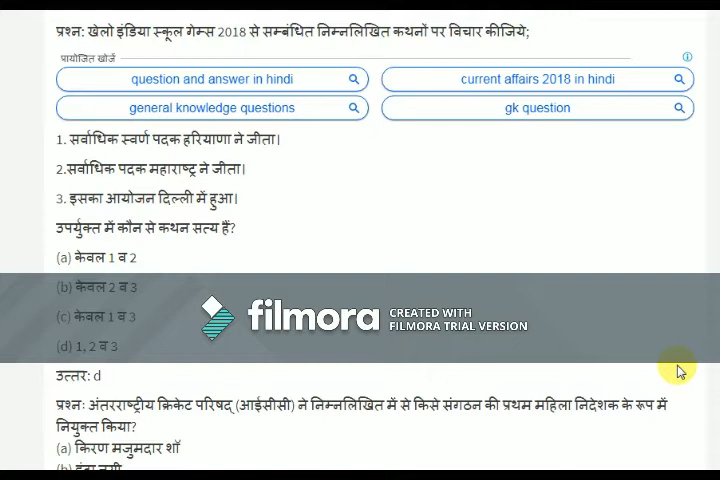 प्रश्न: खेलो इंडिया स्कूल गेम्स 2018 से सम्बंधित निम्नलिखित कथनों पर विचार कीजिये;
प्रायोजित खोजें
question and answer in hindi
current affairs 2018 in hindi
general knowledge questions
gk question
1. सर्वाधिक स्वर्ण पदक हरियाणा ने जीता।
2.सर्वाधिक पदक महाराष्ट्र ने जीता।
3. इसका आयोजन दिल्ली में हुआ।
उपर्युक्त में कौन से कथन सत्य हैं?
(a) केवल 1 व 2
(b) केवल 2 व 3
(c) केवल 1 व 3
(d) 1, 2 व 3
filmora
CREATED WITH
FILMORA TRIAL VERSION
उत्तर: d
प्रश्नः अंतरराष्ट्रीय क्रिकेट परिषद् (आईसीसी) ने निम्नलिखित में से किसे संगठन की प्रथम महिला निदेशक के रूप में
नियुक्त किया?
(a) किरण मजुमदार शॉ
(b)